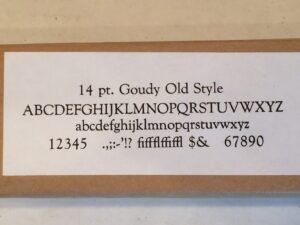 14 pt. Goudy Old Style
ABCDEFGHIJKLMNOPQRSTUVWXYZ
abcdefghijklmnopqrstuvwxyz
12345 .,;:-'!? fiffflffiffl $& 67890